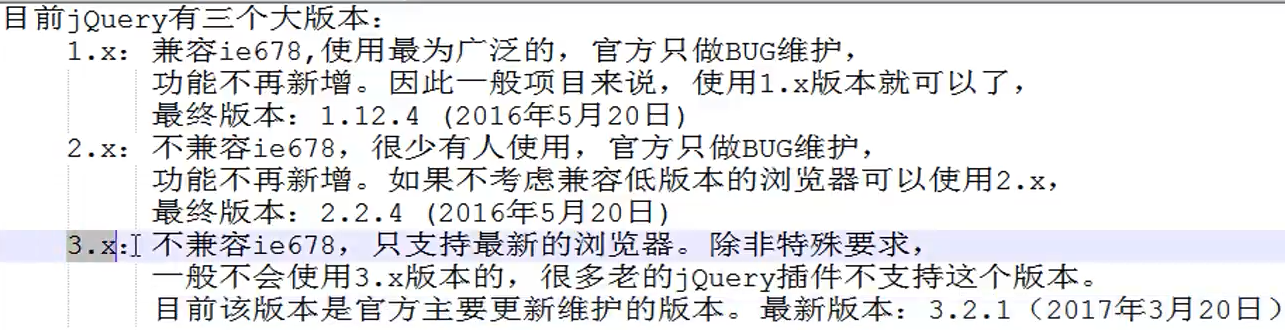 目前jQuery有三个大版本：
1.x：兼容ie678,使用最为广泛的，官方只做BUG维护，
功能不再新增。因此一般项目来说，使用1.x版本就可以了，
最终版本：1.12.4 (2016年5月20日)
2.x：不兼容ie678，很少有人使用，官方只做BUG维护，
功能不再新增。如果不考虑兼容低版本的浏览器可以使用2.x，
最终版本：2.2.4 (2016年5月20日)
3.x：不兼容ie678，只支持最新的浏览器。除非特殊要求，
一般不会使用3.x版本的，很多老的jQuery插件不支持这个版本。
目前该版本是官方主要更新维护的版本。最新版本：3.2.1（2017年3月20日）